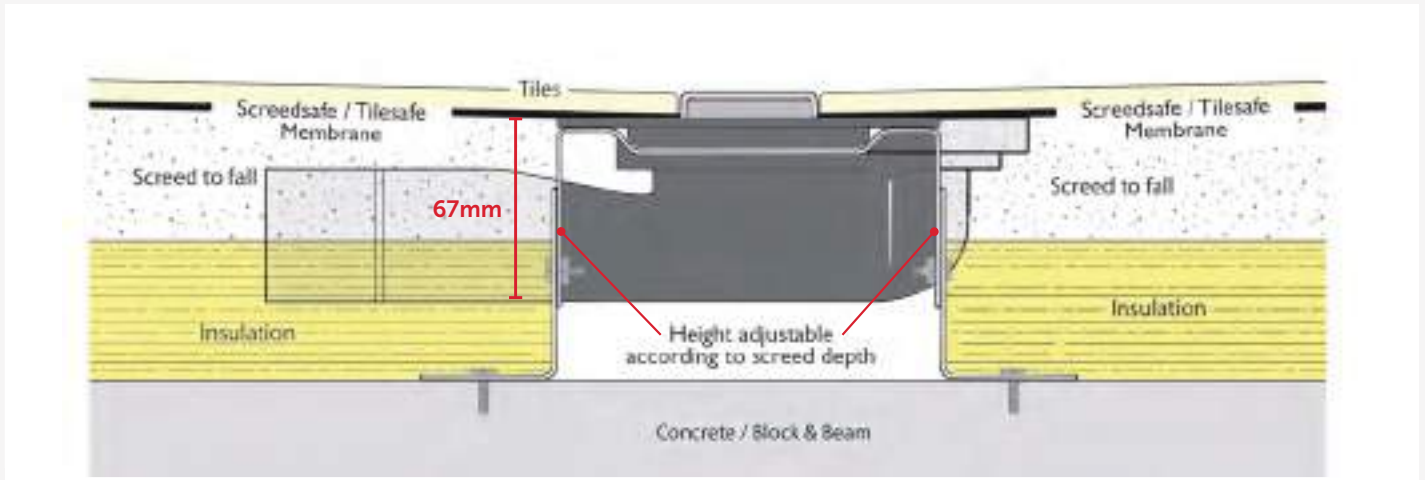 Tiles
Screedsafe / Tilesafe
Membrane
Screedsafe / Tilesafe
Membrane
Screed to fall
67mm
Screed to fall
Insulation
Insulation
Height adjustable
according to screed depth
Concrete / Block & Beam